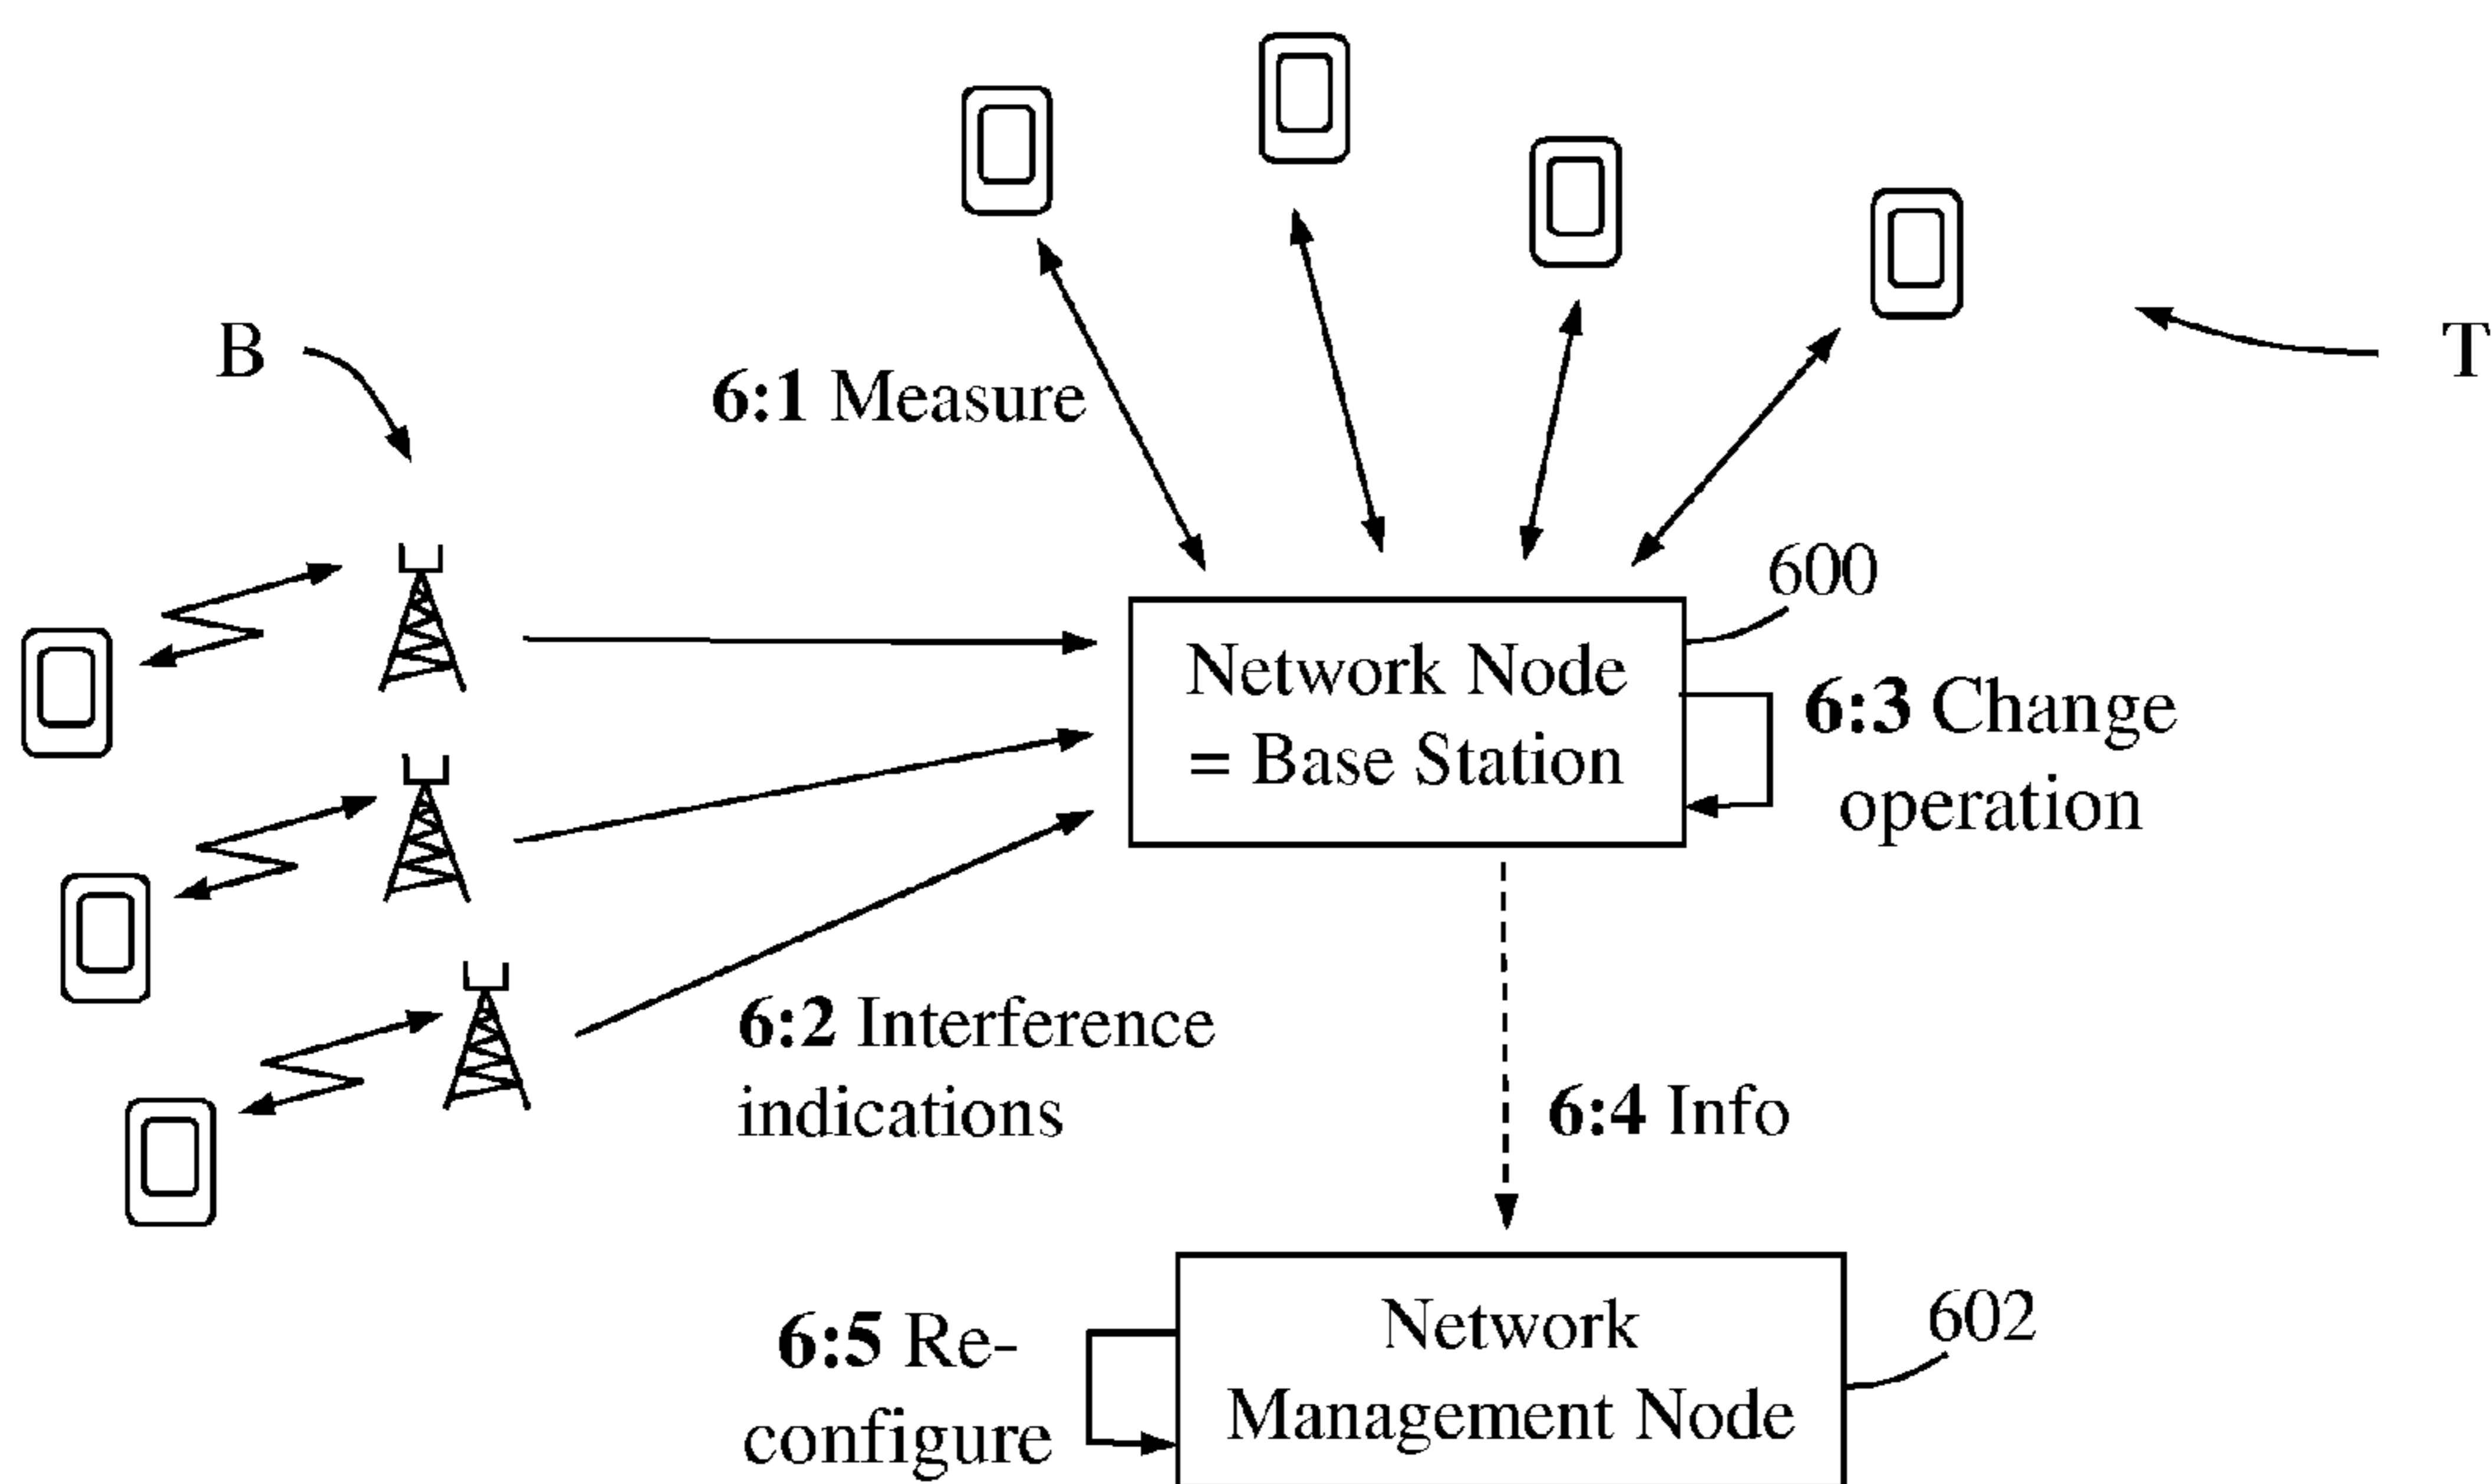 B
T
6:1 Measure
600
Network Node
= Base Station
6:3 Change
operation
6:2 Interference
indications
6:4 Info
6:5 Re-
configure
Network
Management Node
602